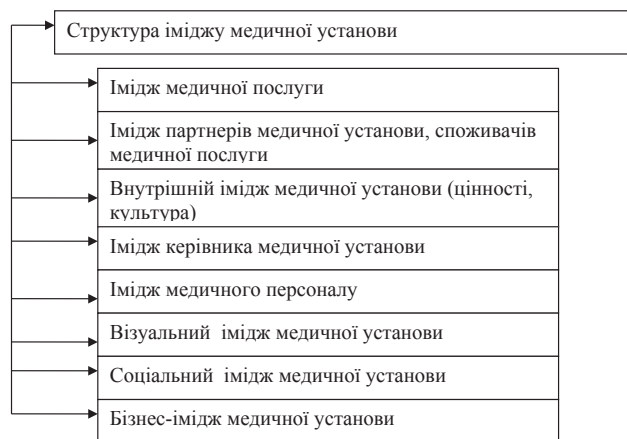 Структура іміджу медичної установи
Імідж медичної послуги
Імідж партнерів медичної установи, споживачів
медичної послуги
Внутрішній імідж медичної установи (цінності,
культура)
Імідж керівника медичної установи
Імідж медичного персоналу
Візуальний імідж медичної установи
Соціальний імідж медичної установи
Бізнес-імідж медичної установи